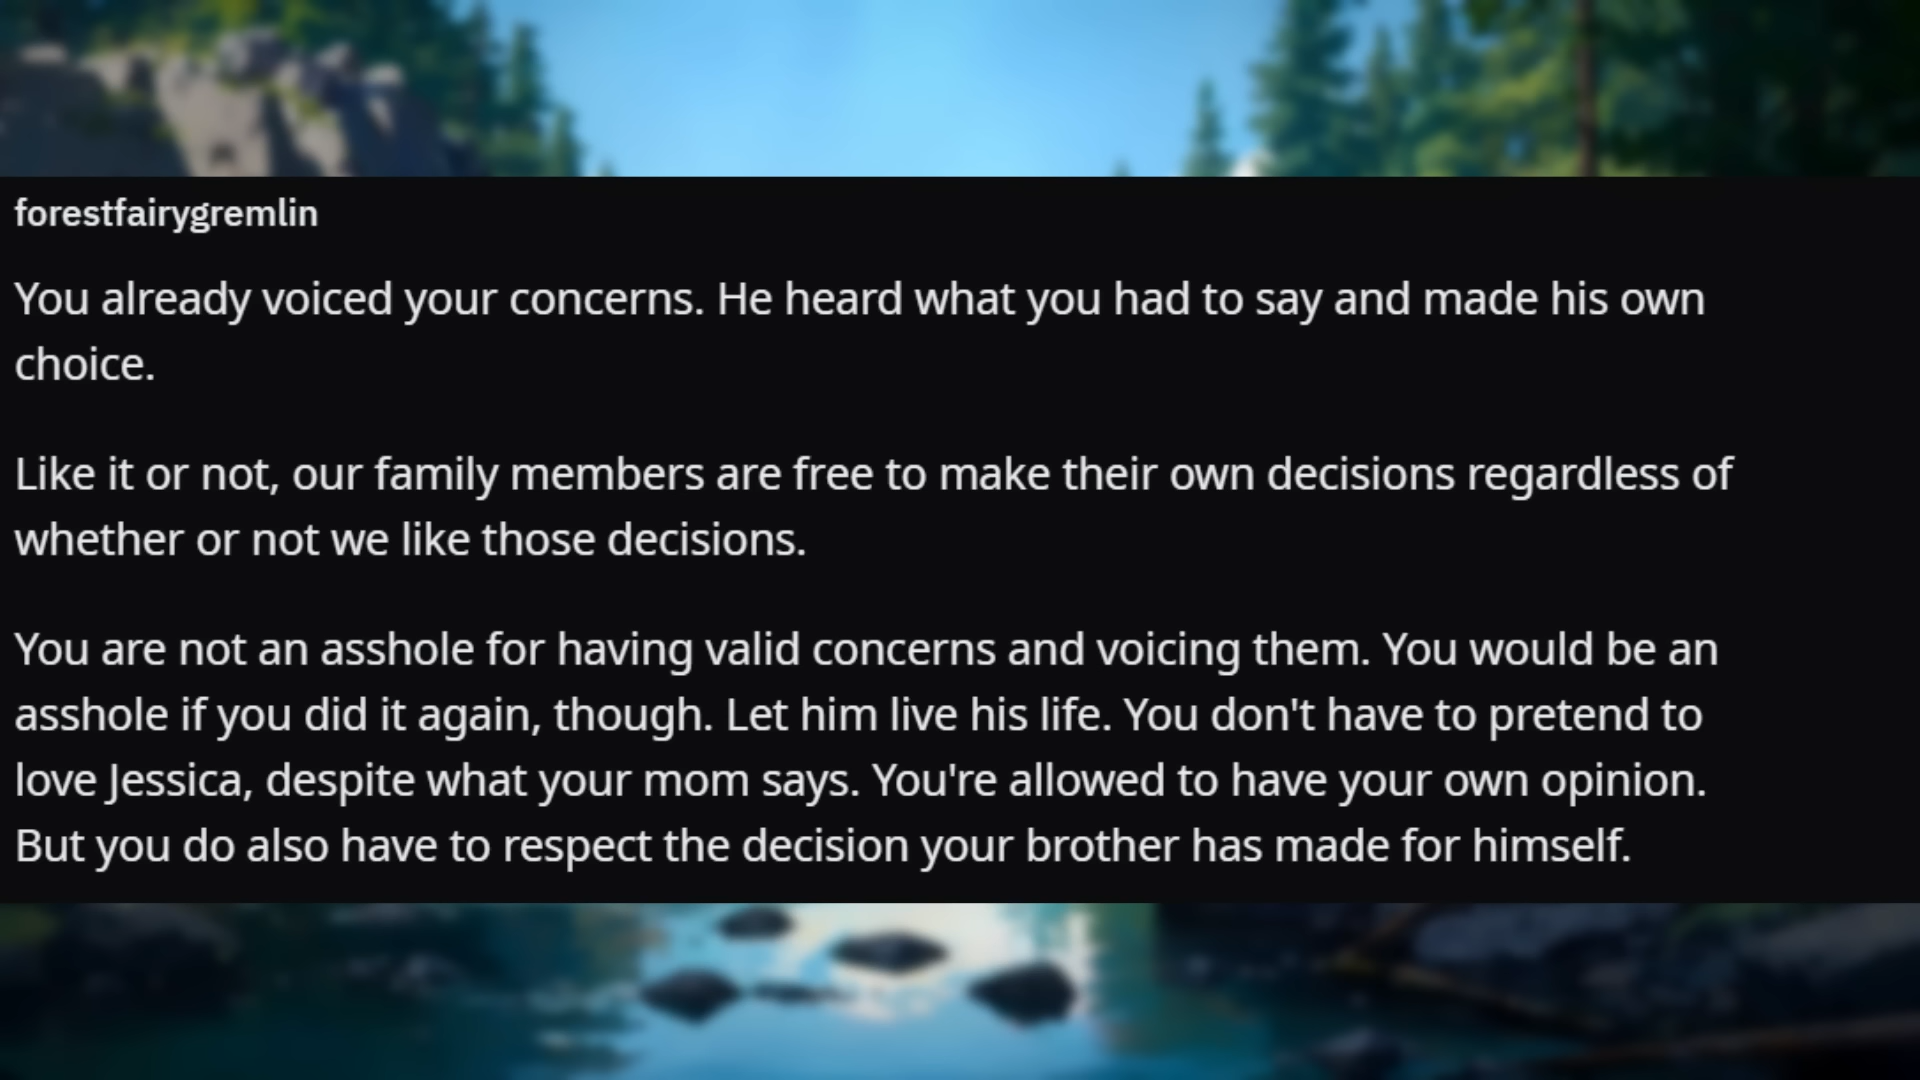 forestfairygremlin
You already voiced your concerns. He heard what you had to say and made his own
choice.
Like it or not, our family members are free to make their own decisions regardless of
whether or not we like those decisions.
You are not an asshole for having valid concerns and voicing them. You would be an
asshole if you did it again, though. Let him live his life. You don't have to pretend to
love Jessica, despite what your mom says. You're allowed to have your own opinion.
But you do also have to respect the decision your brother has made for himself.